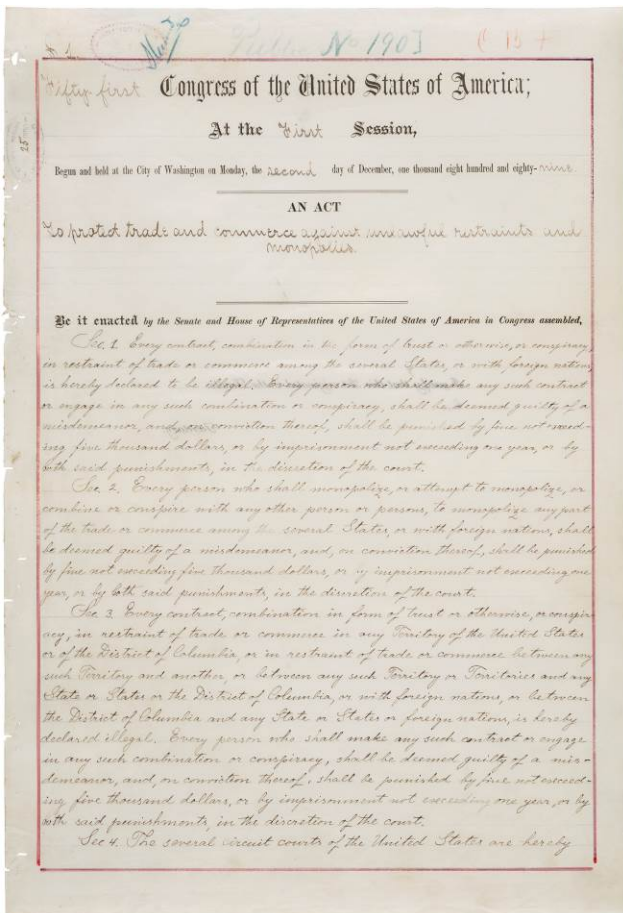 No 1903
Fifty-first Congress of the United States of America;
At the First Session,
Begun and held at the City of Washington on Monday, the second day of December, one thousand eight hundred and eighty-nine.
AN ACT
To protect trade and commerce against unlawful restraints and
monopolies.
Be it enacted by the Senate and House of Representatives of the United States of America in Congress assembled,
Sec. 1. Every contract, combination in the form of trust or otherwise, or conspiracy,
in restraint of trade or commerce among the several States, or with foreign nations,
is hereby declared to be illegal. Every person who shall make any such contract
or engage in any such combination or conspiracy, shall be deemed guilty of a
misdemeanor, and, on conviction thereof, shall be punished by fine not exceed-
ing five thousand dollars, or by imprisonment not exceeding one year, or by
both said punishments, in the discretion of the court.
Sec. 2. Every person who shall monopolize, or attempt to monopolize, or
combine or conspire with any other person or persons, to monopolize any part
of the trade or commerce among the several States, or with foreign nations, shall
be deemed guilty of a misdemeanor, and, on conviction thereof, shall be punished
by fine not exceeding five thousand dollars, or by imprisonment not exceeding one
year, or by both said punishments, in the discretion of the court.
Sec. 3. Every contract, combination in form of trust or otherwise, or conspir-
acy, in restraint of trade or commerce in any Territory of the United States
or of the District of Columbia, or in restraint of trade or commerce between any
such Territory and another, or between any such Territory or Territories and any
State or States or the District of Columbia, or with foreign nations, or between
the District of Columbia and any State or States or foreign nations, is hereby
declared illegal. Every person who shall make any such contract or engage
in any such combination or conspiracy, shall be deemed guilty of a mis-
demeanor, and, on conviction thereof, shall be punished by fine not exceed-
ing five thousand dollars, or by imprisonment not exceeding one year, or by
both said punishments, in the discretion of the court.
Sec 4. The several circuit courts of the United States are hereby